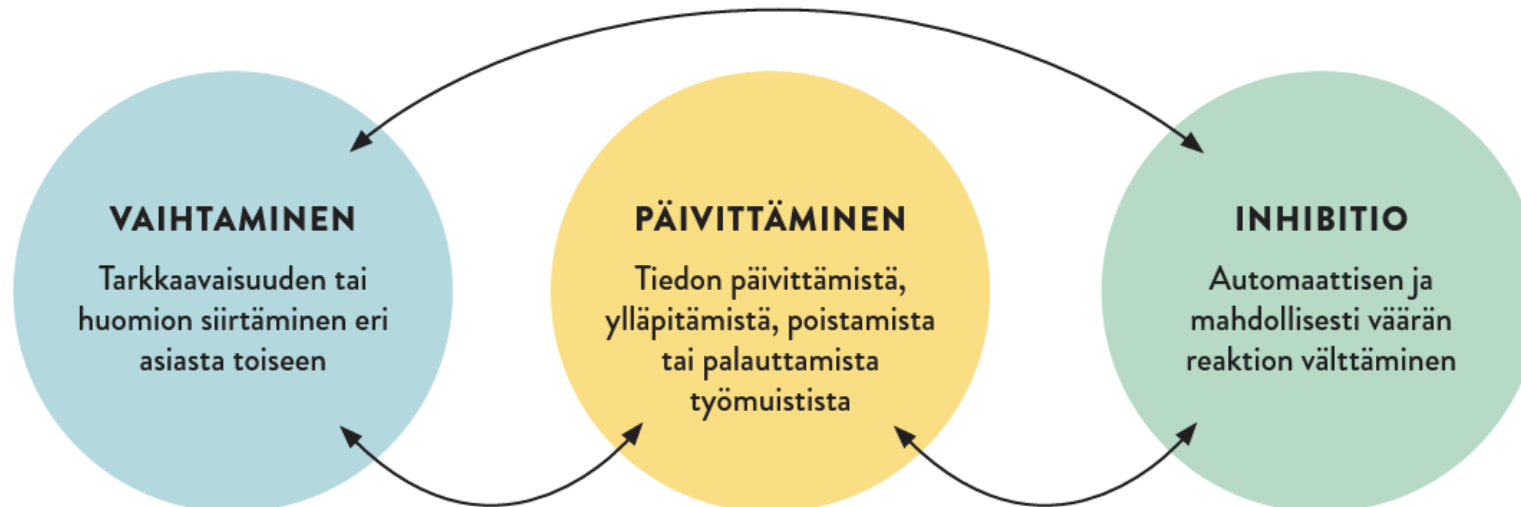 VAIHTAMINEN
Tarkkaavaisuuden tai
huomion siirtäminen eri
asiasta toiseen
PÄIVITTÄMINEN
Tiedon päivittämistä,
ylläpitämistä, poistamista
tai palauttamista
työmuistista
INHIBITIO
Automaattisen ja
mahdollisesti väärän
reaktion välttäminen